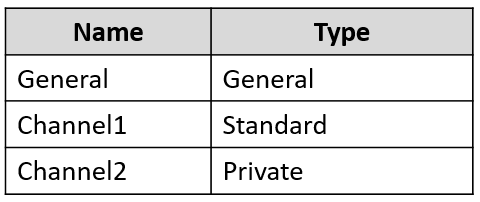 Name Type
General General
Channel1 Standard
Channel2 Private